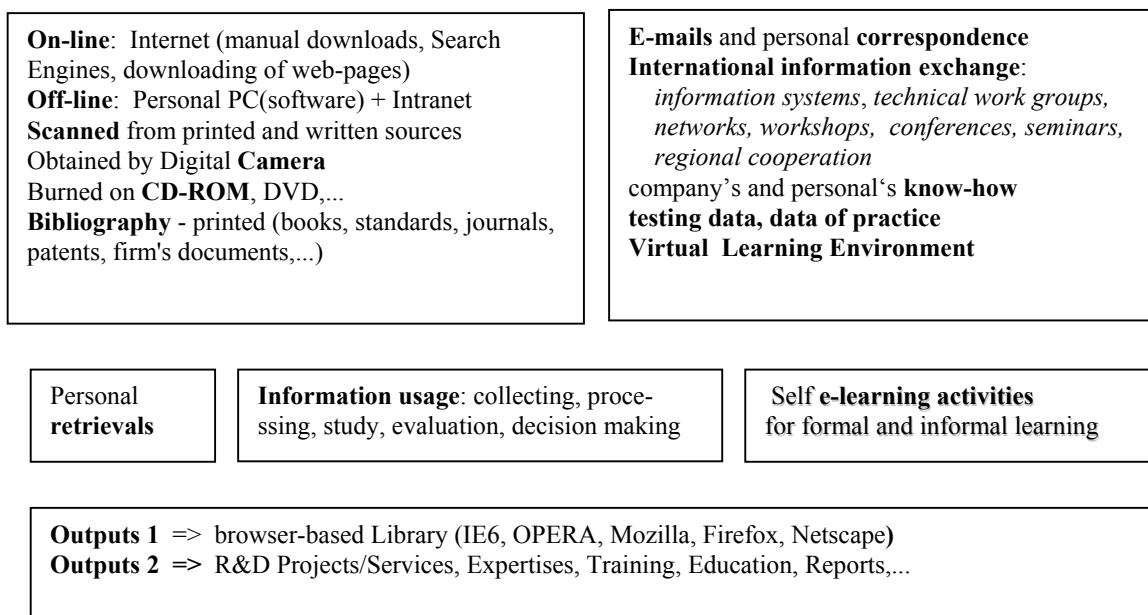 On-line:  Internet (manual downloads, Search
Engines, downloading of web-pages)
Off-line:  Personal PC(software) + Intranet
Scanned from printed and written sources
Obtained by Digital Camera
Burned on CD-ROM, DVD,...
Bibliography - printed (books, standards, journals,
patents, firm's documents,...)
E-mails and personal correspondence
International information exchange:
information systems, technical work groups,
networks, workshops,  conferences, seminars,
regional cooperation
company’s and personal‘s know-how
testing data, data of practice
Virtual  Learning Environment
Personal
retrievals
Information usage: collecting, proce-
ssing, study, evaluation, decision making
Self e-learning activities
for formal and informal learning
Outputs 1  =>  browser-based Library (IE6, OPERA, Mozilla, Firefox, Netscape)
Outputs 2  =>  R&D Projects/Services, Expertises, Training, Education, Reports,...